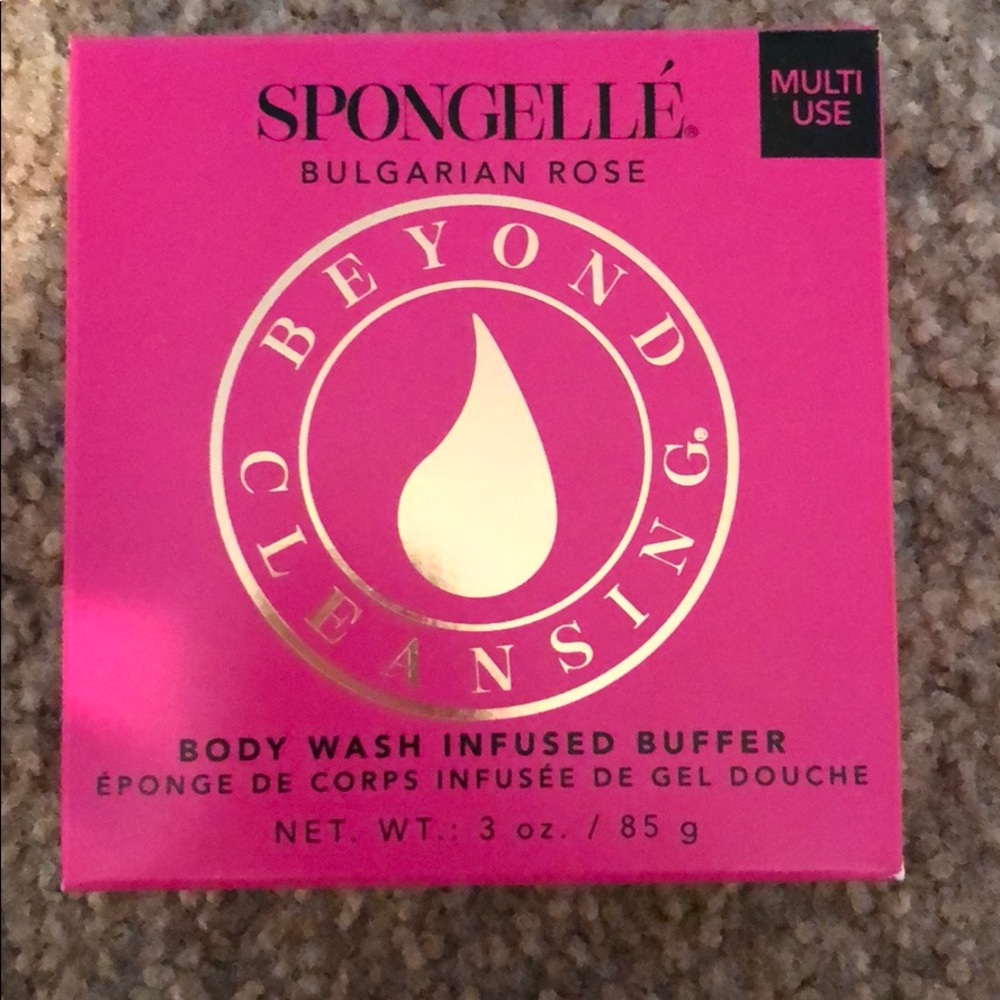 SPONGELLÉ®
MULTI
USE
BULGARIAN ROSE
BEYOND
CLEANSING®
BODY WASH INFUSED BUFFER
ÉPONGE DE CORPS INFUSÉE DE GEL DOUCHE
NET. WT.: 3 oz. / 85 g